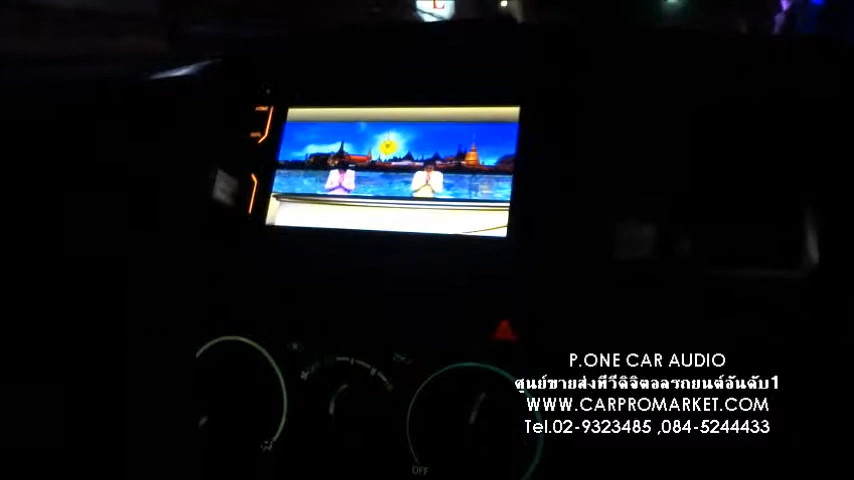 P.ONE CAR AUDIO
ศูนย์ขายส่งทีวีดิจิตอลรถยนต์อันดับ1
WWW.CARPROMARKET.COM
Tel.02-9323485 ,084-5244433
OFF